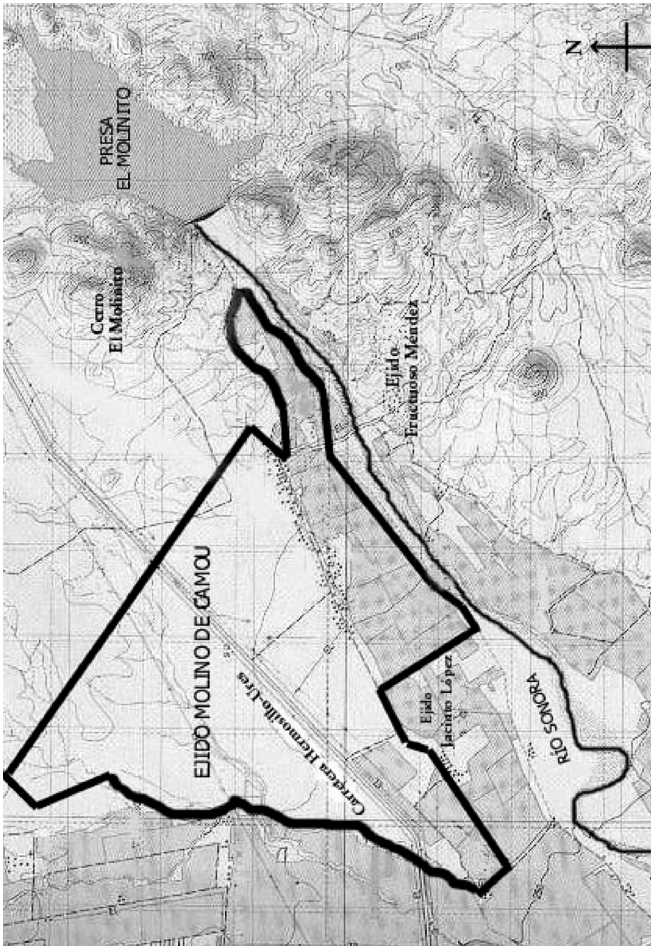 N
PRESA
EL MOLINITO
Cerro
El Molinito
Ejido
Fructuoso Méndez
EJIDO MOLINO DE CAMOU
Carretera Hermosillo-Ures
Ejido
Jacinto López
RÍO SONORA